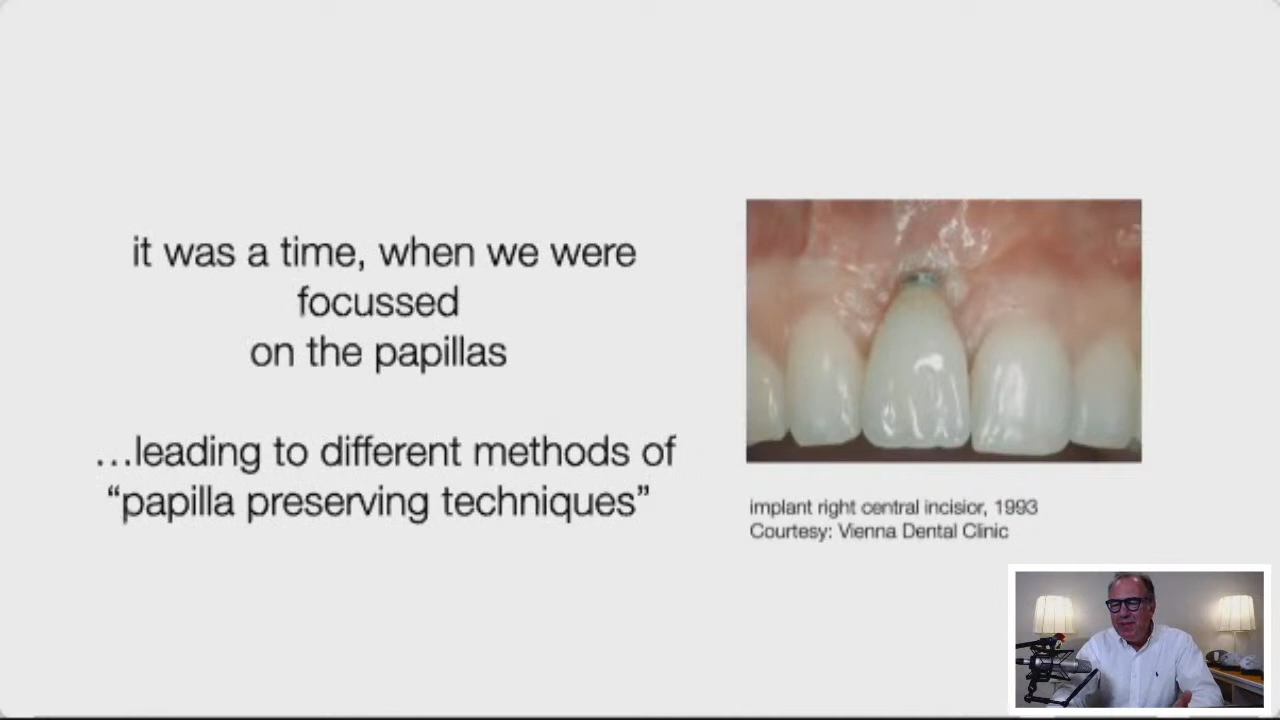 it was a time, when we were
focussed
on the papillas
…leading to different methods of
“papilla preserving techniques”
implant right central incisior, 1993
Courtesy: Vienna Dental Clinic